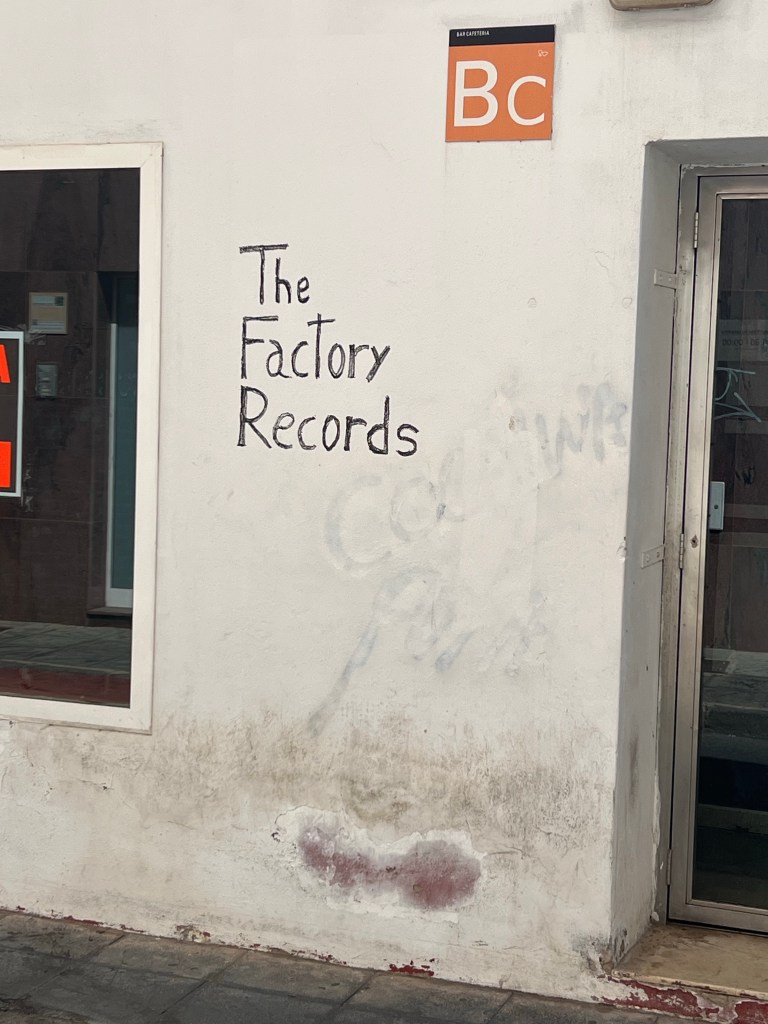 BAR CAFETERIA
Bc
The
Factory
Records